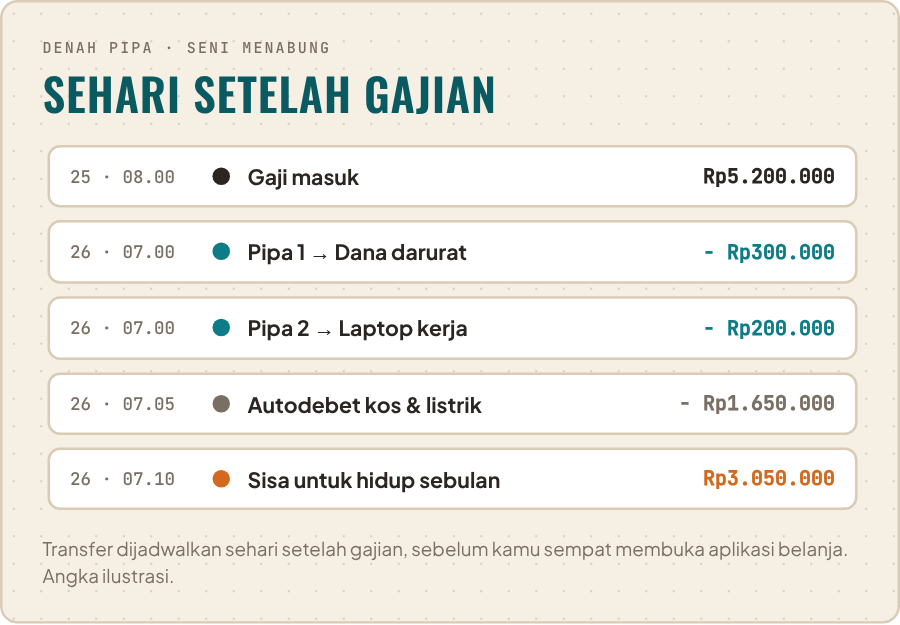 DENAH PIPA · SENI MENABUNG
SEHARI SETELAH GAJIAN
25 · 08.00 Gaji masuk Rp5.200.000
26 · 07.00 Pipa 1 → Dana darurat - Rp300.000
26 · 07.00 Pipa 2 → Laptop kerja - Rp200.000
26 · 07.05 Autodebet kos & listrik - Rp1.650.000
26 · 07.10 Sisa untuk hidup sebulan Rp3.050.000
Transfer dijadwalkan sehari setelah gajian, sebelum kamu sempat membuka aplikasi belanja.
Angka ilustrasi.